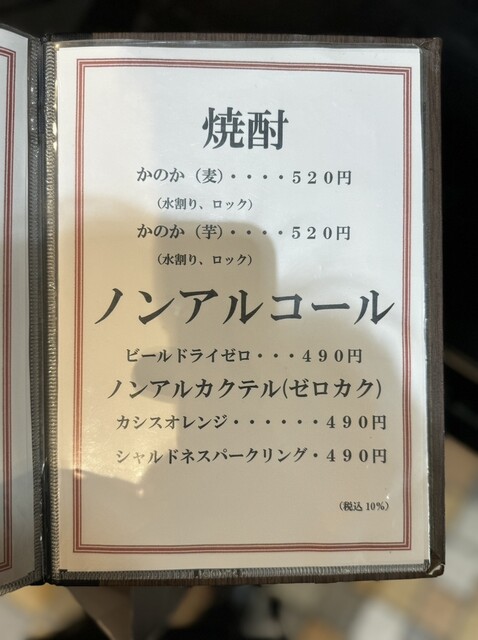 焼酎
かのか（麦）・・・・５２０円
（水割り、ロック）
かのか（芋）・・・・５２０円
（水割り、ロック）
ノンアルコール
ビールドライゼロ・・・４９０円
ノンアルカクテル(ゼロカク)
カシスオレンジ・・・・・・４９０円
シャルドネスパークリング・４９０円
（税込 10%）